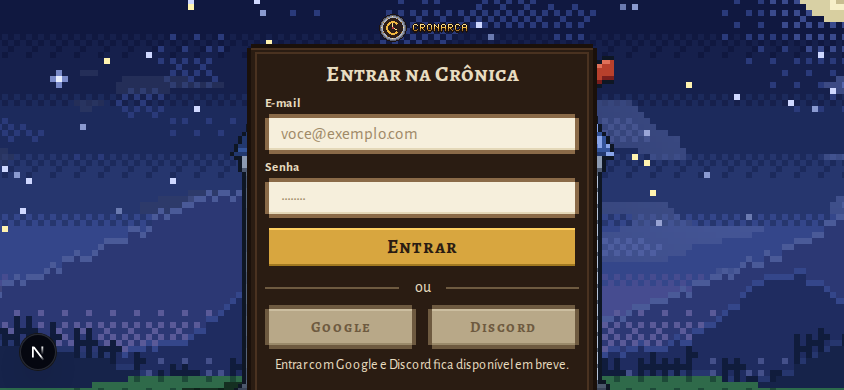 CRONARCA
Entrar na Crônica
E-mail
voce@exemplo.com
Senha
········
Entrar
ou
Google Discord
Entrar com Google e Discord fica disponível em breve.
N